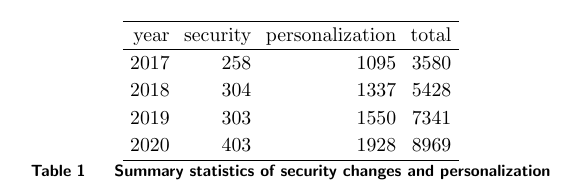 year security personalization total
2017 258 1095 3580
2018 304 1337 5428
2019 303 1550 7341
2020 403 1928 8969
Table 1 Summary statistics of security changes and personalization